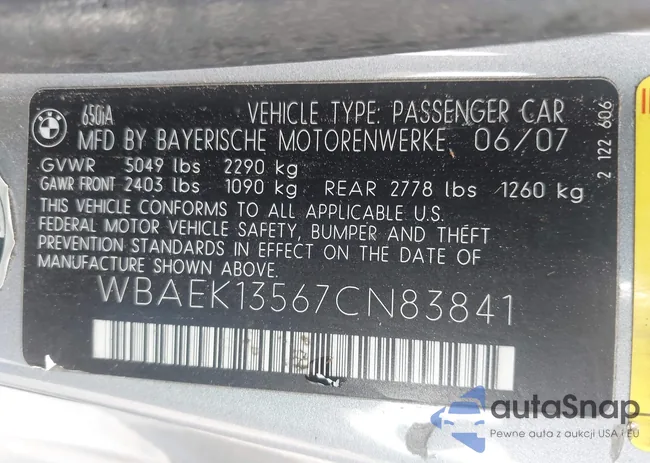 650iA VEHICLE TYPE: PASSENGER CAR
MFD BY BAYERISCHE MOTORENWERKE 06/07
GVWR 5049 lbs 2290 kg
GAWR FRONT 2403 lbs 1090 kg REAR 2778 lbs 1260 kg
THIS VEHICLE CONFORMS TO ALL APPLICABLE U.S.
FEDERAL MOTOR VEHICLE SAFETY, BUMPER AND THEFT
PREVENTION STANDARDS IN EFFECT ON THE DATE OF
MANUFACTURE SHOWN ABOVE.
WBAEK13567CN83841
2 122 606
autaSnap
Pewne auta z aukcji USA i EU